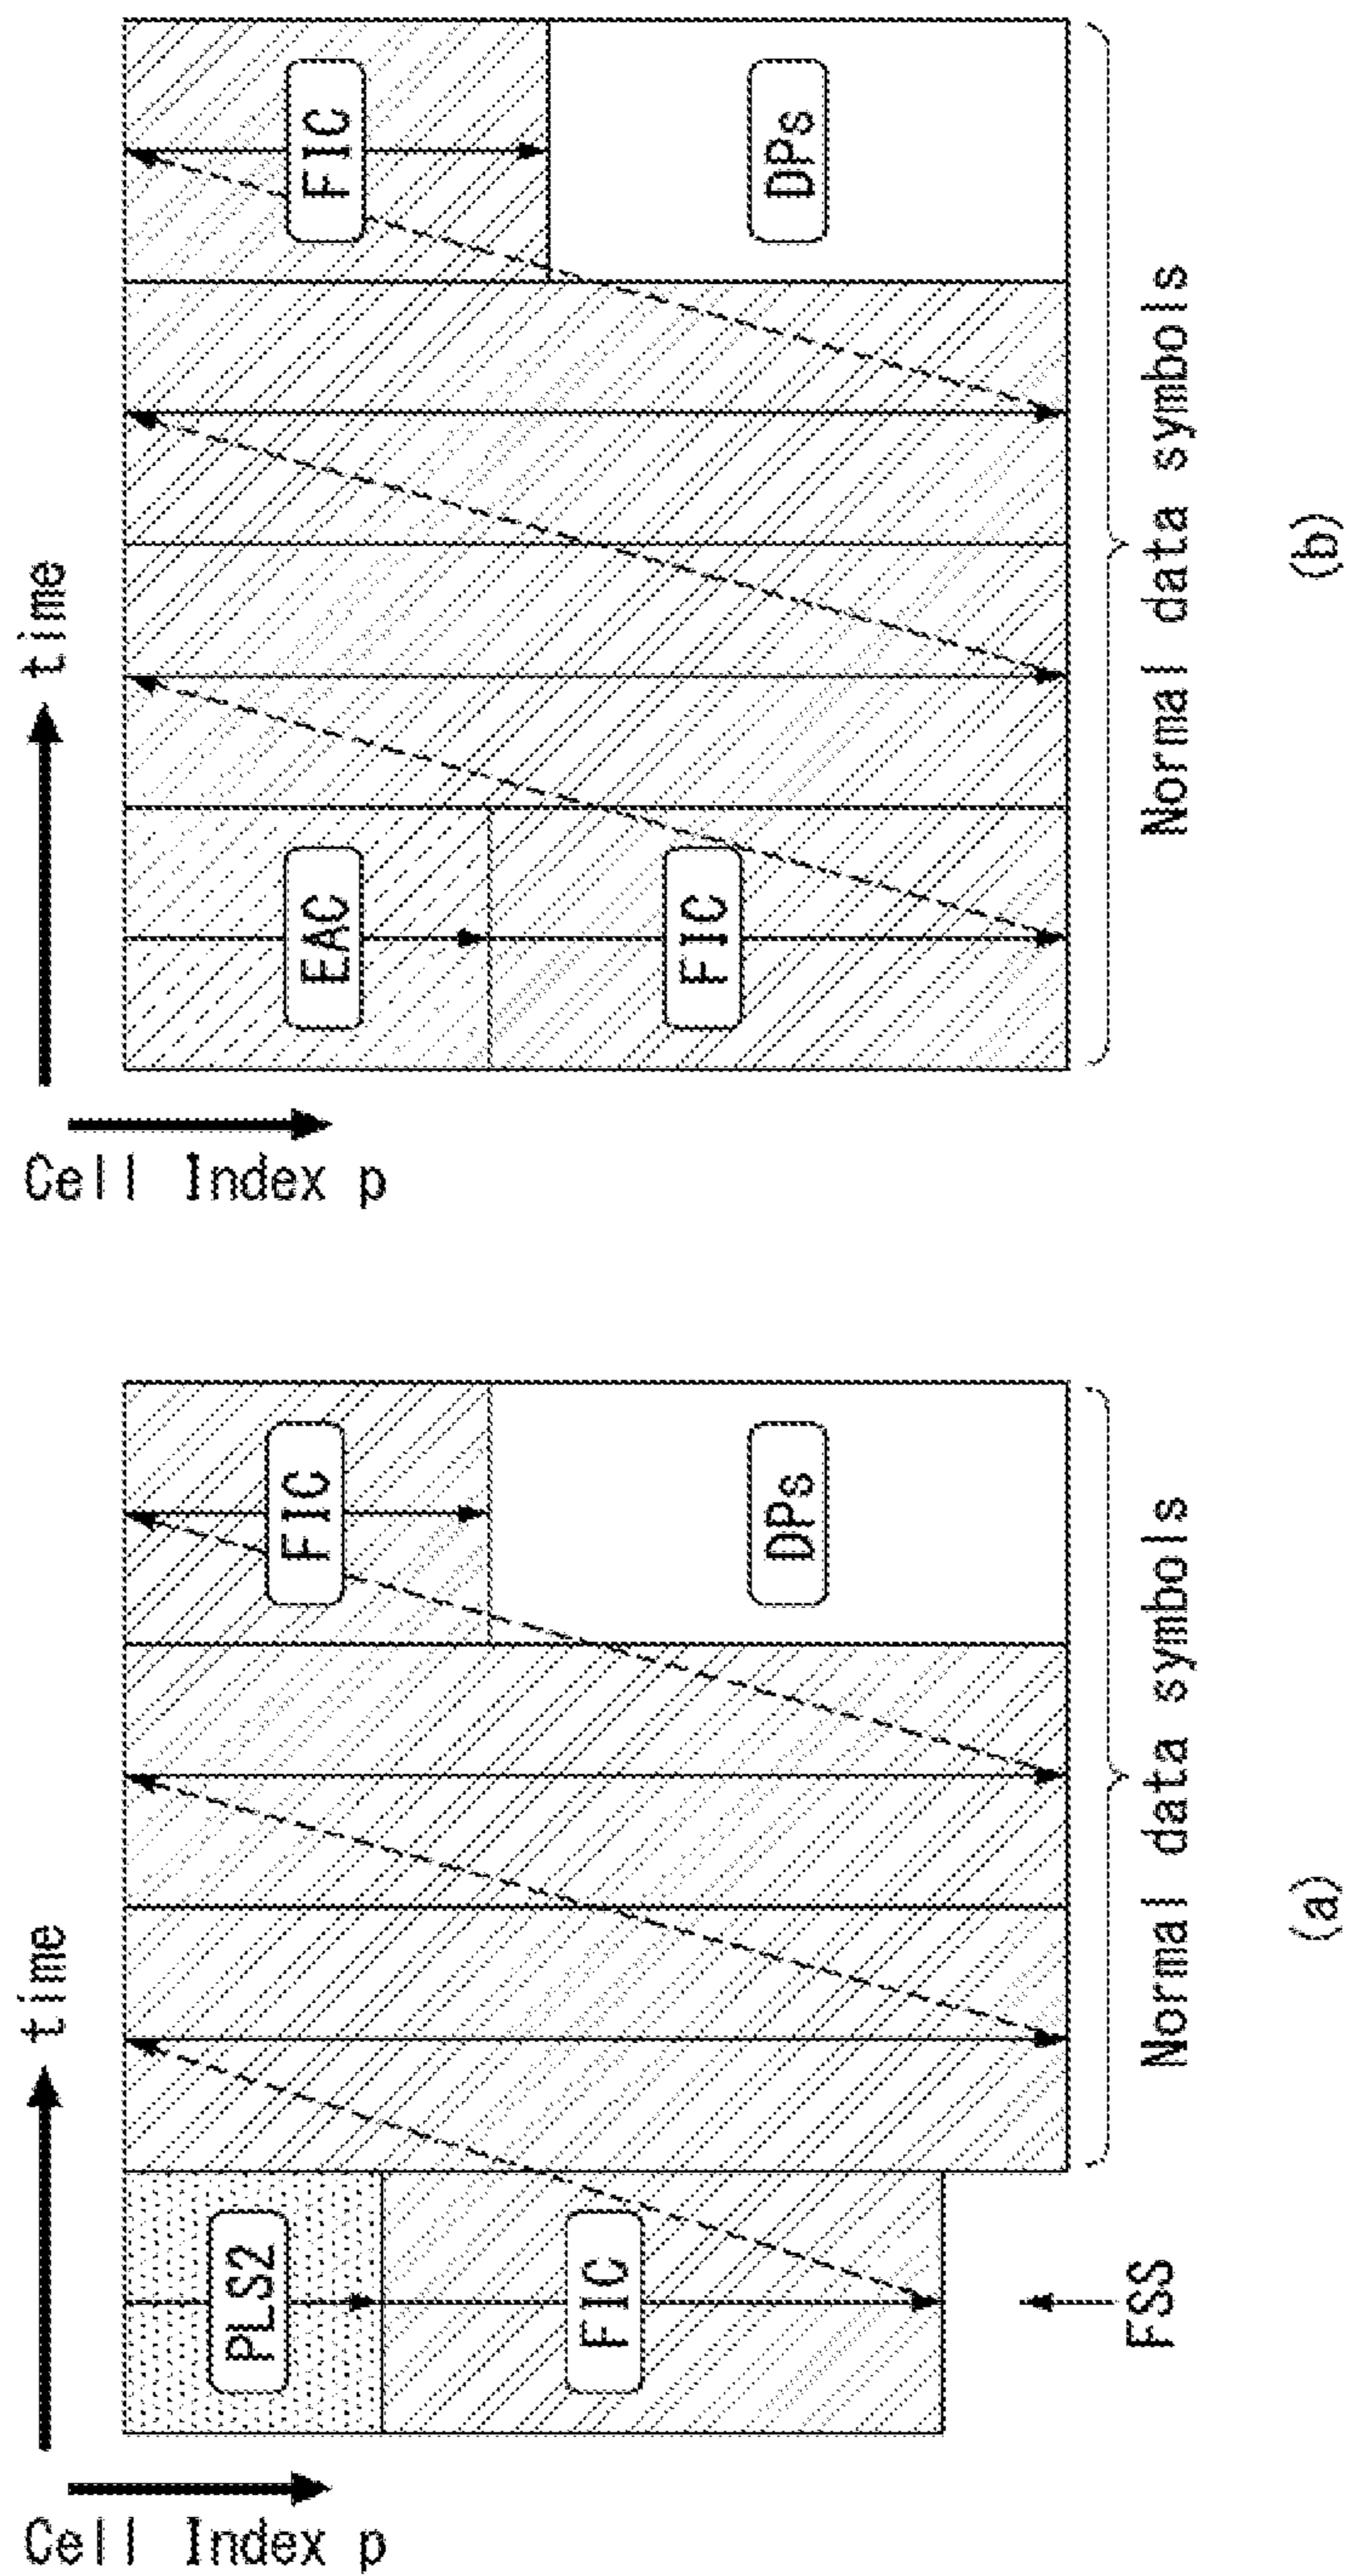 Cell Index p
time
PLS2
FIC
FIC
DPs
FSS
Normal data symbols
(a)
Cell Index p
time
EAC
FIC
FIC
DPs
Normal data symbols
(b)